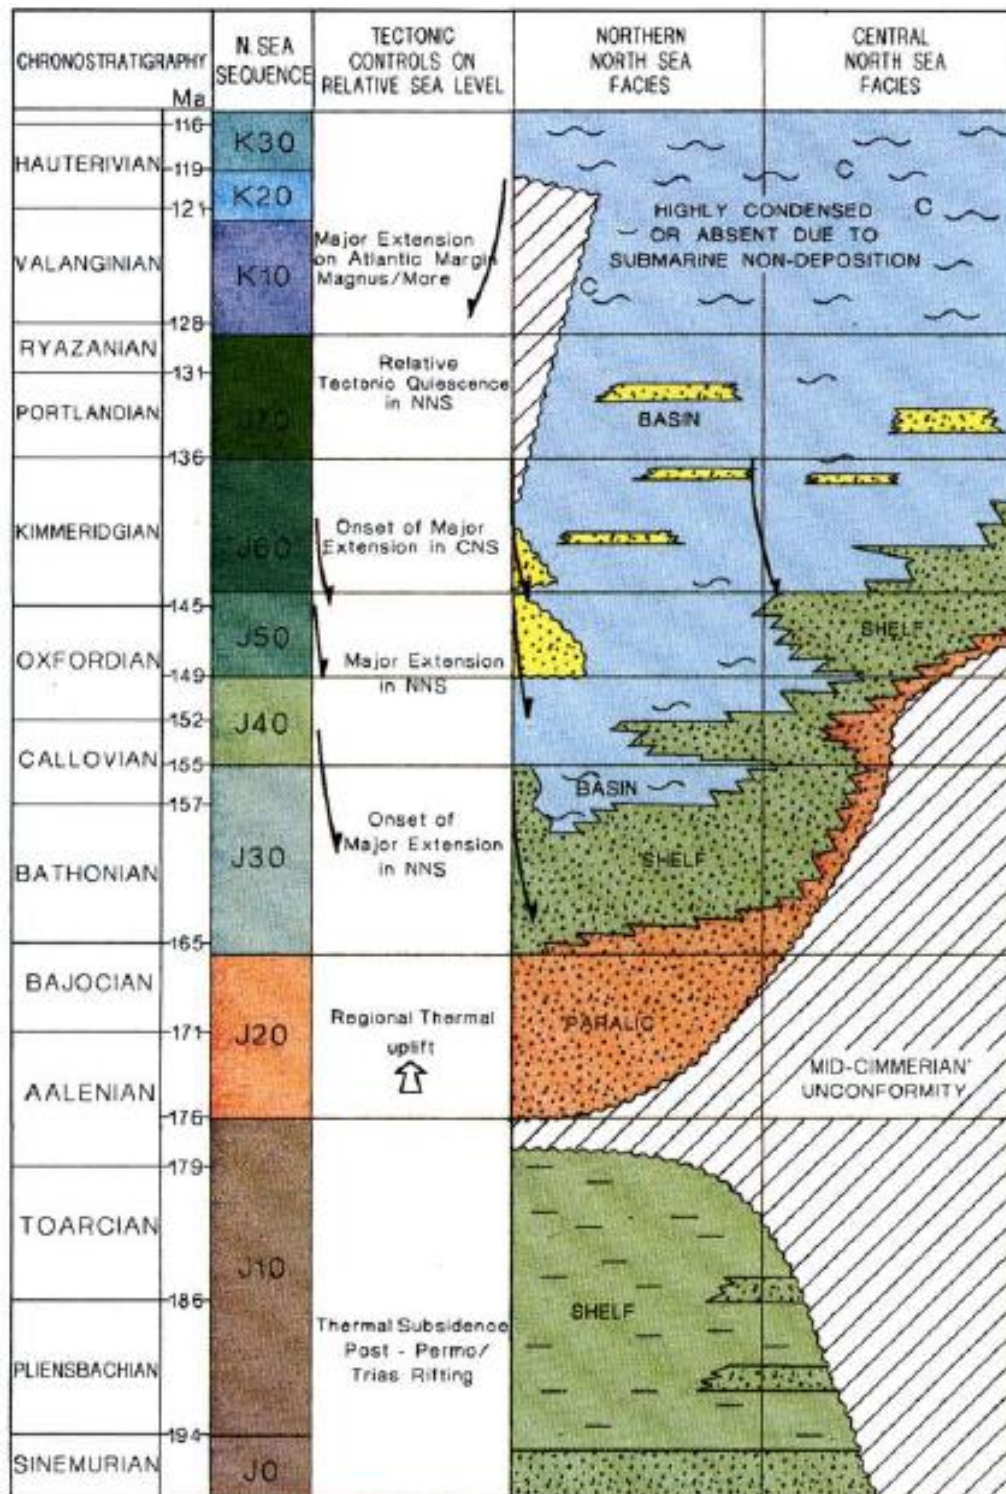 CHRONOSTRATIGRAPHY
Ma
N. SEA
SEQUENCE
TECTONIC
CONTROLS ON
RELATIVE SEA LEVEL
NORTHERN
NORTH SEA
FACIES
CENTRAL
NORTH SEA
FACIES
116
HAUTERIVIAN
119
121
VALANGINIAN
128
RYAZANIAN
131
PORTLANDIAN
136
KIMMERIDGIAN
145
OXFORDIAN
149
152
CALLOVIAN
155
157
BATHONIAN
165
BAJOCIAN
171
AALENIAN
176
179
TOARCIAN
186
PLIENSBACHIAN
194
SINEMURIAN
K30
K20
K10
J70
J60
J50
J40
J30
J20
J10
J0
Major Extension
on Atlantic Margin
Magnus/More
Relative
Tectonic Quiescence
in NNS
Onset of Major
Extension in CNS
Major Extension
in NNS
Onset of
Major Extension
in NNS
Regional Thermal
uplift
Thermal Subsidence
Post - Permo/
Trias Rifting
C
C
HIGHLY CONDENSED
OR ABSENT DUE TO
SUBMARINE NON-DEPOSITION
C
BASIN
SHELF
BASIN
SHELF
PARALIC
MID-CIMMERIAN'
UNCONFORMITY
SHELF